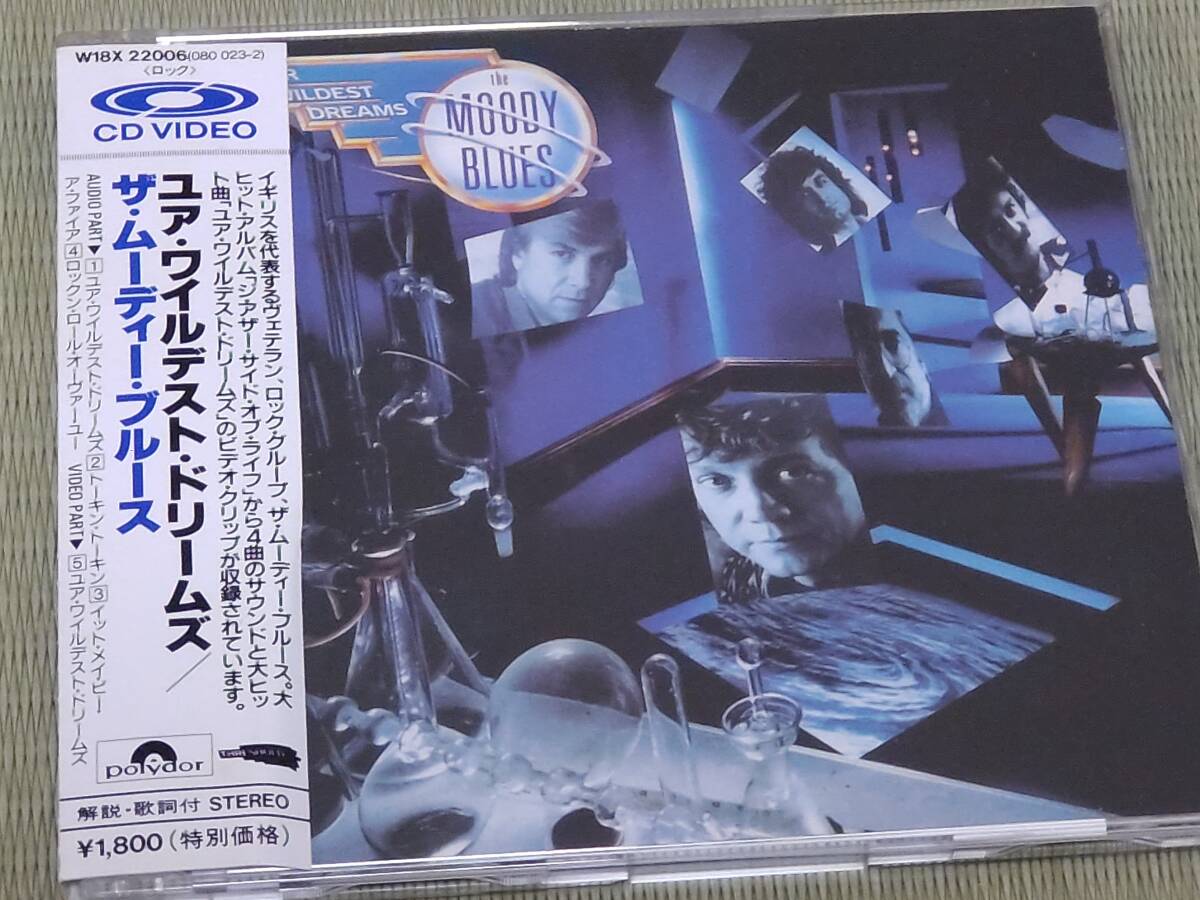 W18X 22006(080 023-2)
〈ロック〉
CD VIDEO
ユア・ワイルデスト・ドリームズ／
ザ・ムーディー・ブルース
イギリスを代表するヴェテラン、ロック・グループ、ザ・ムーディー・ブルース。大
ヒット・アルバム「ジ・アザー・サイド・オブ・ライフ」から4曲のサウンドと大ヒッ
ト曲「ユア・ワイルデスト・ドリームズ」のビデオ・クリップが収録されています。
AUDIO PART▼ 1ユア・ワイルデスト・ドリームズ 2トーキン・トーキン 3イット・メイ・ビー・
ア・ファイア 4ロックン・ロール・オーヴァー・ユー VIDEO PART▼ 5ユア・ワイルデスト・ドリームズ
polydor
THRESHOLD
解説・歌詞付 STEREO
¥1,800(特別価格)
WILDEST
DREAMS
the
MOODY
BLUES